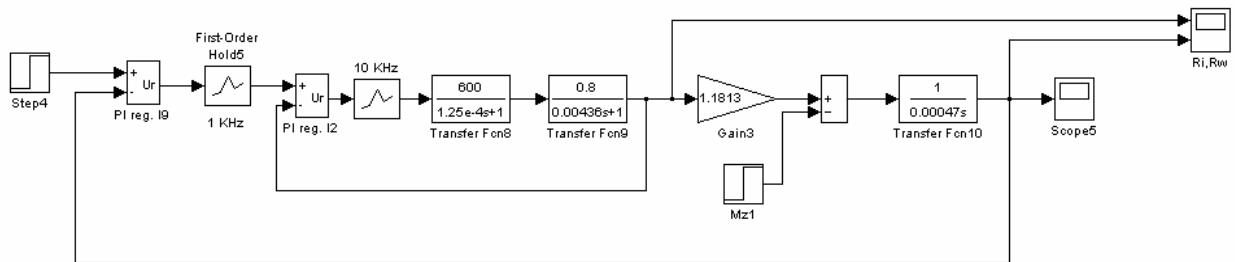 Step4
+
-
Ur
PI reg. I9
First-Order
Hold5
1 KHz
+
-
Ur
PI reg. I2
10 KHz
600
1.25e-4s+1
Transfer Fcn8
0.8
0.00436s+1
Transfer Fcn9
1.1813
Gain3
Mz1
+
−
1
0.00047s
Transfer Fcn10
Scope5
Ri,Rw